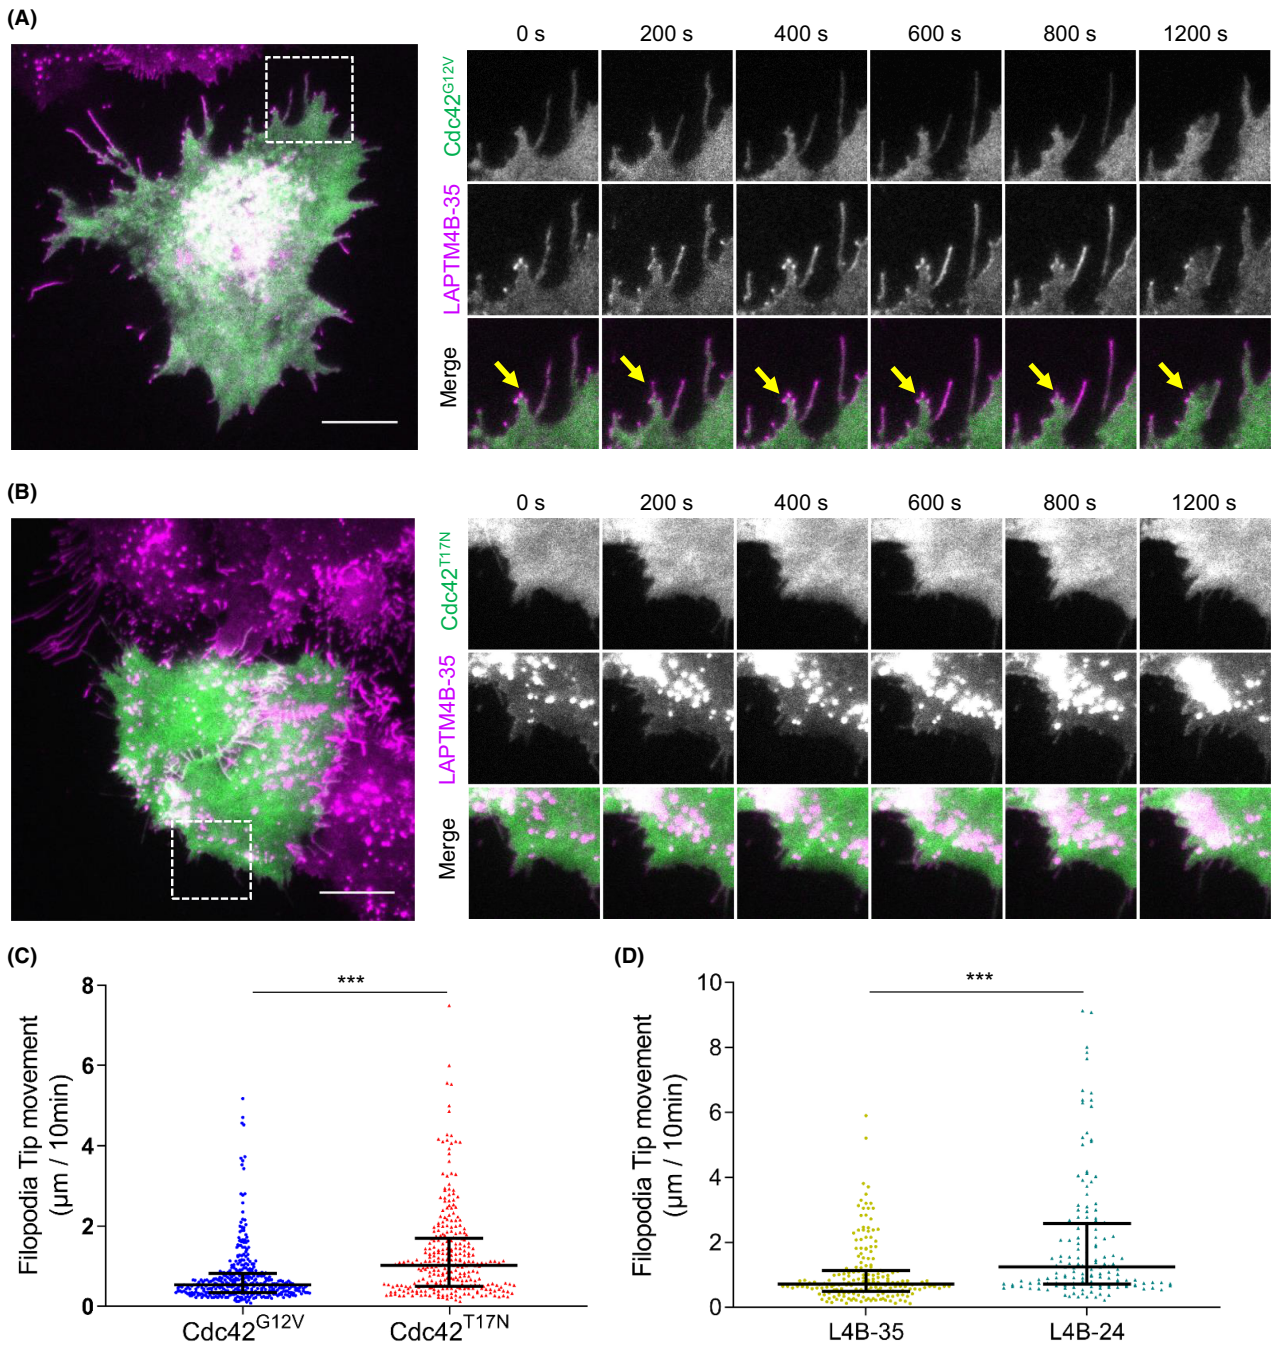 (A)
0 s 200 s 400 s 600 s 800 s 1200 s
Cdc42G12V
LAPTM4B-35
Merge
(B)
0 s 200 s 400 s 600 s 800 s 1200 s
Cdc42T17N
LAPTM4B-35
Merge
(C)
Filopodia Tip movement
(µm / 10min)
8
6
4
2
0
***
Cdc42G12V Cdc42T17N
(D)
Filopodia Tip movement
(µm / 10min)
10
8
6
4
2
0
***
L4B-35 L4B-24